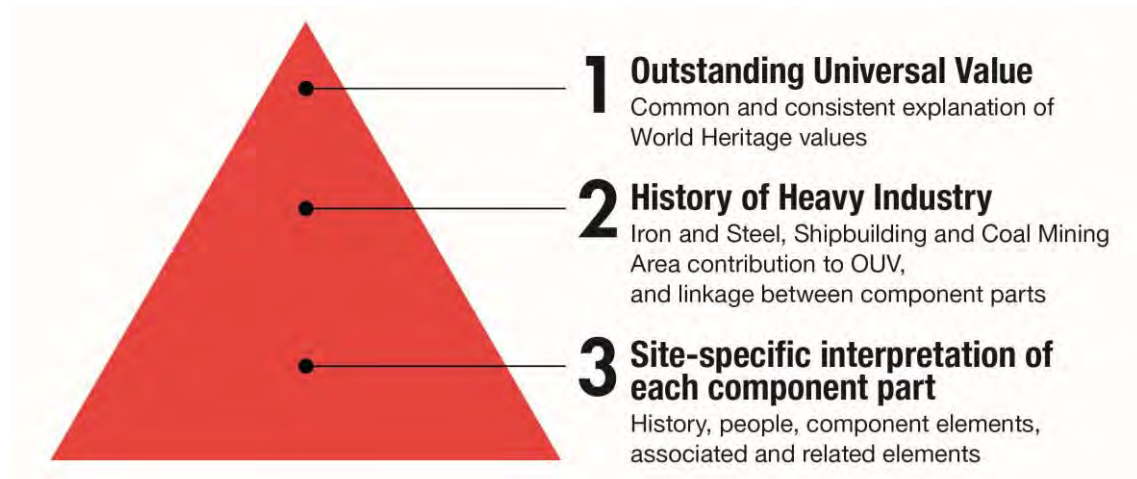 1 Outstanding Universal Value
Common and consistent explanation of
World Heritage values
2 History of Heavy Industry
Iron and Steel, Shipbuilding and Coal Mining
Area contribution to OUV,
and linkage between component parts
3 Site-specific interpretation of
each component part
History, people, component elements,
associated and related elements